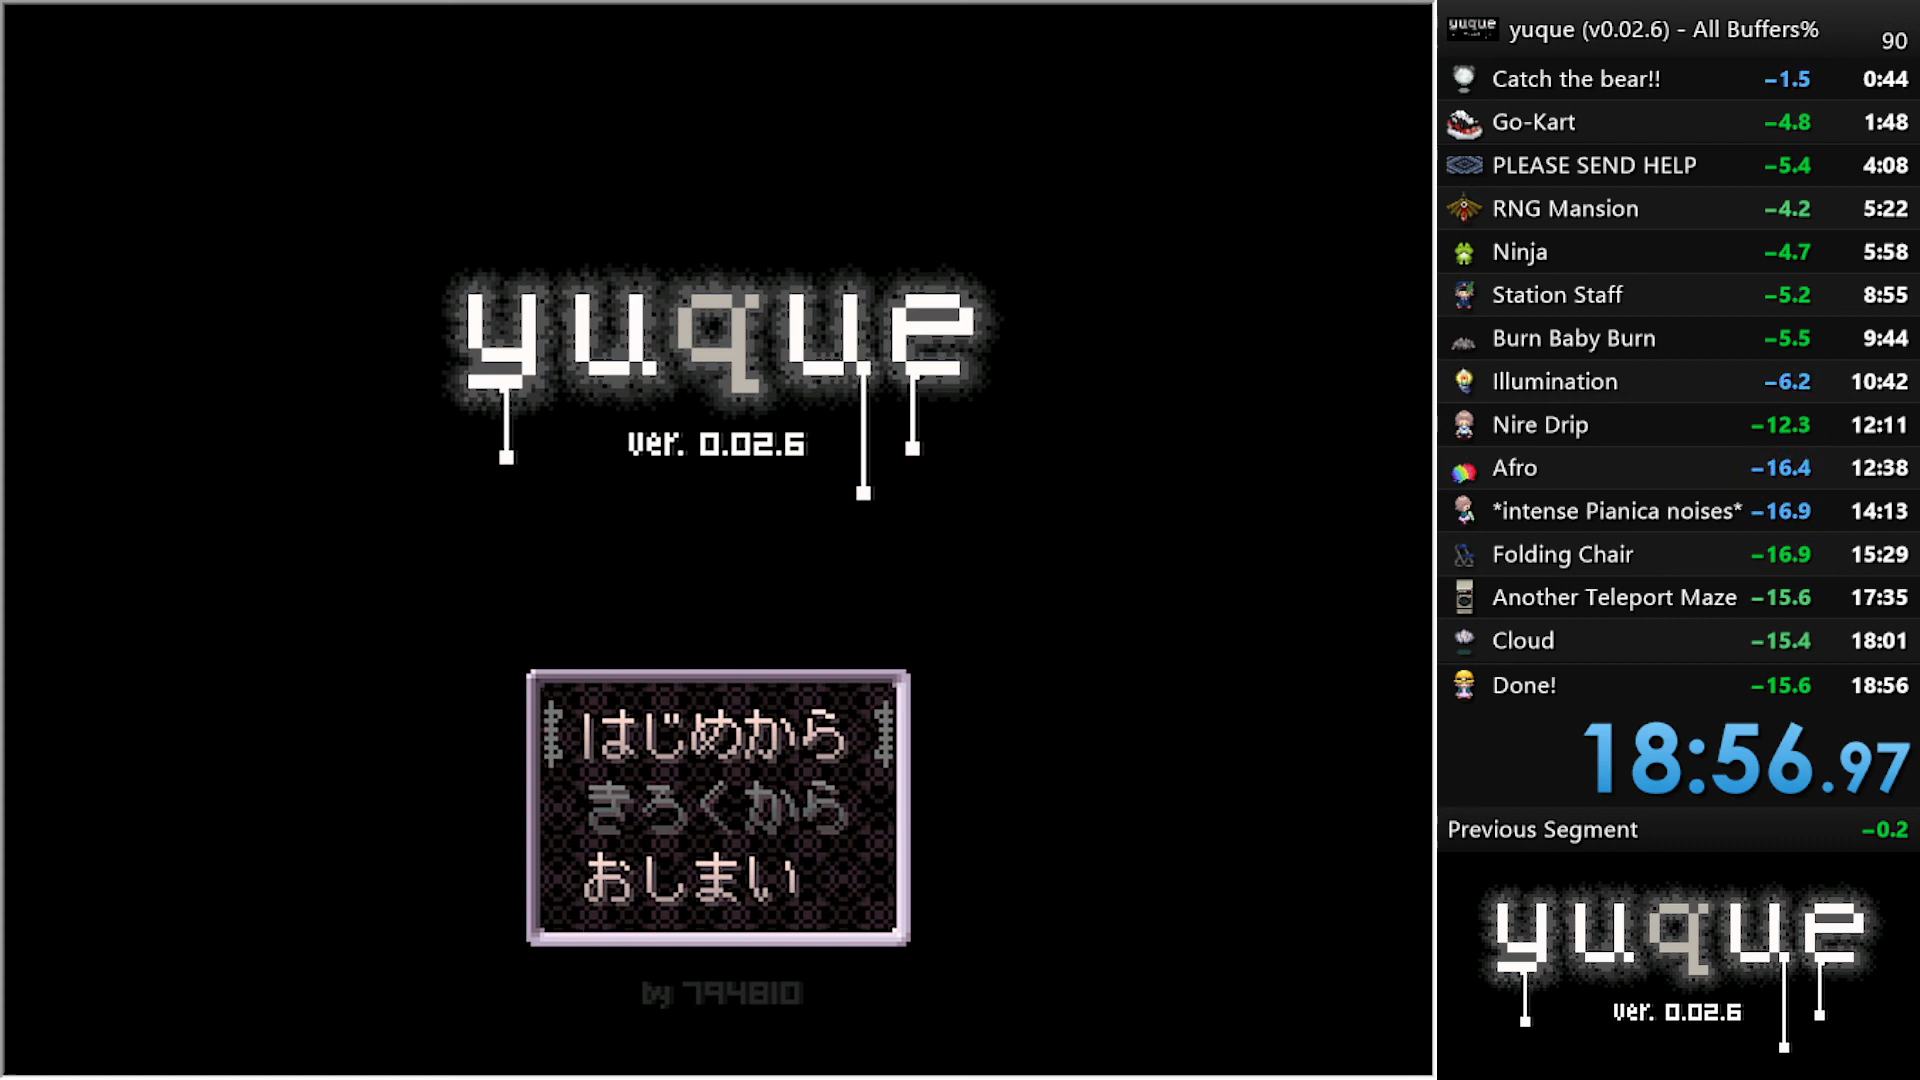 yuque
ver. 0.02.6
はじめから
きろくから
おしまい
by 794810
yuque (v0.02.6) - All Buffers%
90
Catch the bear!! −1.5 0:44
Go-Kart −4.8 1:48
PLEASE SEND HELP −5.4 4:08
RNG Mansion −4.2 5:22
Ninja −4.7 5:58
Station Staff −5.2 8:55
Burn Baby Burn −5.5 9:44
Illumination −6.2 10:42
Nire Drip −12.3 12:11
Afro −16.4 12:38
*intense Pianica noises* −16.9 14:13
Folding Chair −16.9 15:29
Another Teleport Maze −15.6 17:35
Cloud −15.4 18:01
Done! −15.6 18:56
18:56.97
Previous Segment −0.2
yuque
ver. 0.02.6